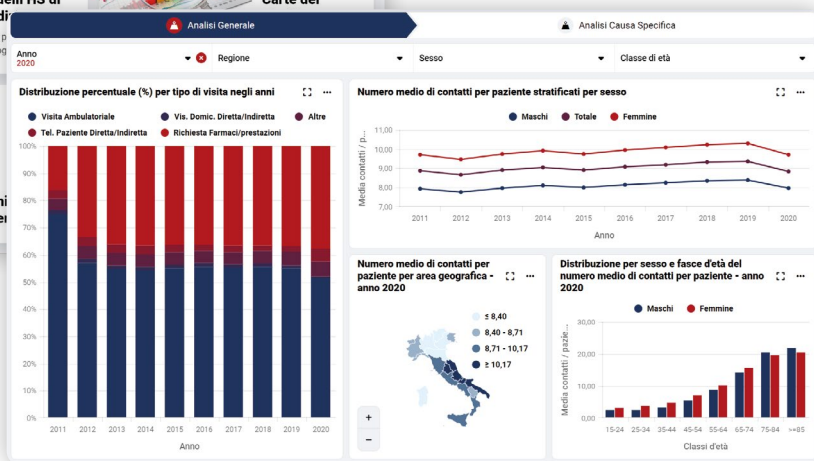 Carte dei
Analisi Generale
Analisi Causa Specifica
Anno
2020
Regione
Sesso
Classe di età
Distribuzione percentuale (%) per tipo di visita negli anni
Visita Ambulatoriale
Vis. Domic. Diretta/Indiretta
Altre
Tel. Paziente Diretta/Indiretta
Richiesta Farmaci/prestazioni
100%
90%
80%
70%
60%
50%
40%
30%
20%
10%
0%
2011 2012 2013 2014 2015 2016 2017 2018 2019 2020
Anno
Numero medio di contatti per paziente stratificati per sesso
Maschi Totale Femmine
Media contatti / p...
11,00
10,00
9,00
8,00
7,00
2011 2012 2013 2014 2015 2016 2017 2018 2019 2020
Anno
Numero medio di contatti per
paziente per area geografica -
anno 2020
≤ 8,40
8,40 - 8,71
8,71 - 10,17
≥ 10,17
+
−
Distribuzione per sesso e fasce d'età del
numero medio di contatti per paziente - anno
2020
Maschi Femmine
Media contatti / pazie...
30,00
20,00
10,00
0,00
15-24 25-34 35-44 45-54 55-64 65-74 75-84 >=85
Classi d'età